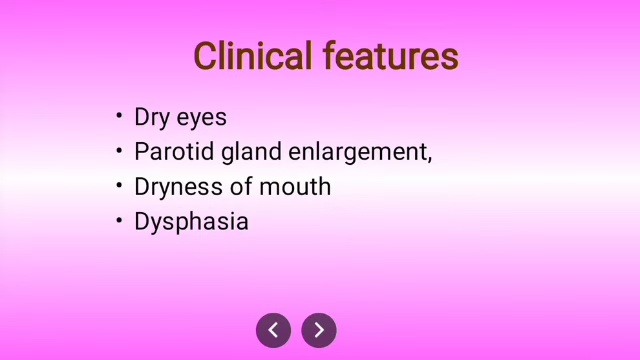 Clinical features
• Dry eyes
• Parotid gland enlargement,
• Dryness of mouth
• Dysphasia